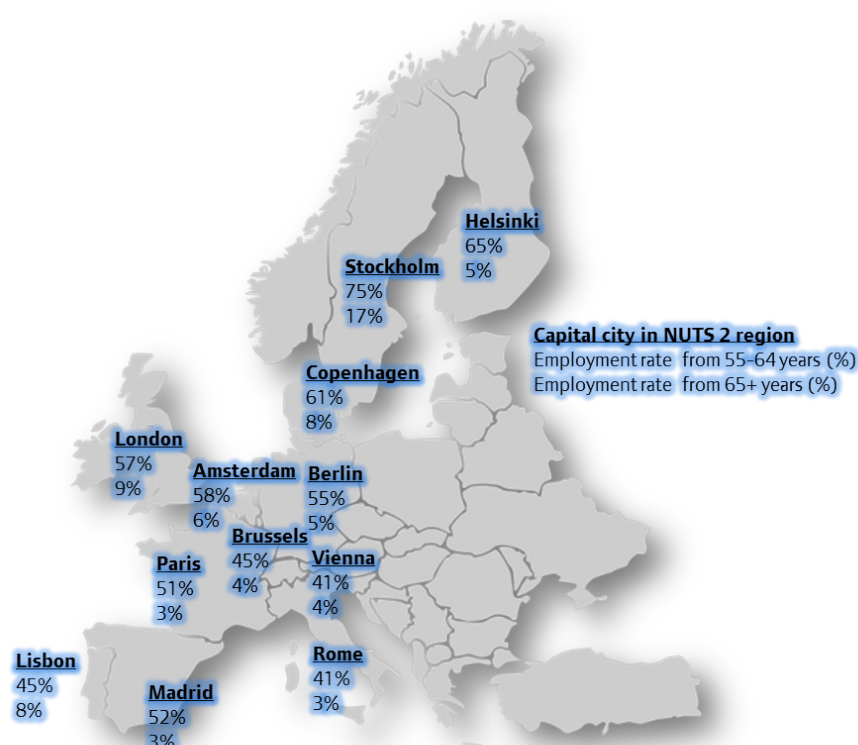 Helsinki
65%
5%
Stockholm
75%
17%
Capital city in NUTS 2 region
Employment rate from 55-64 years (%)
Employment rate from 65+ years (%)
Copenhagen
61%
8%
London
57%
9%
Amsterdam
58%
6%
Berlin
55%
5%
Brussels
45%
4%
Vienna
41%
4%
Paris
51%
3%
Rome
41%
3%
Lisbon
45%
8%
Madrid
52%
3%